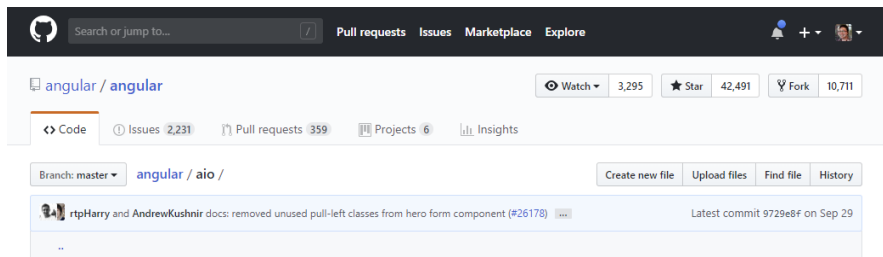 Search or jump to... / Pull requests Issues Marketplace Explore
angular / angular Watch 3,295 Star 42,491 Fork 10,711
Code Issues 2,231 Pull requests 359 Projects 6 Insights
Branch: master angular / aio / Create new file Upload files Find file History
rtpHarry and AndrewKushnir docs: removed unused pull-left classes from hero form component (#26178) ... Latest commit 9729e8f on Sep 29
..